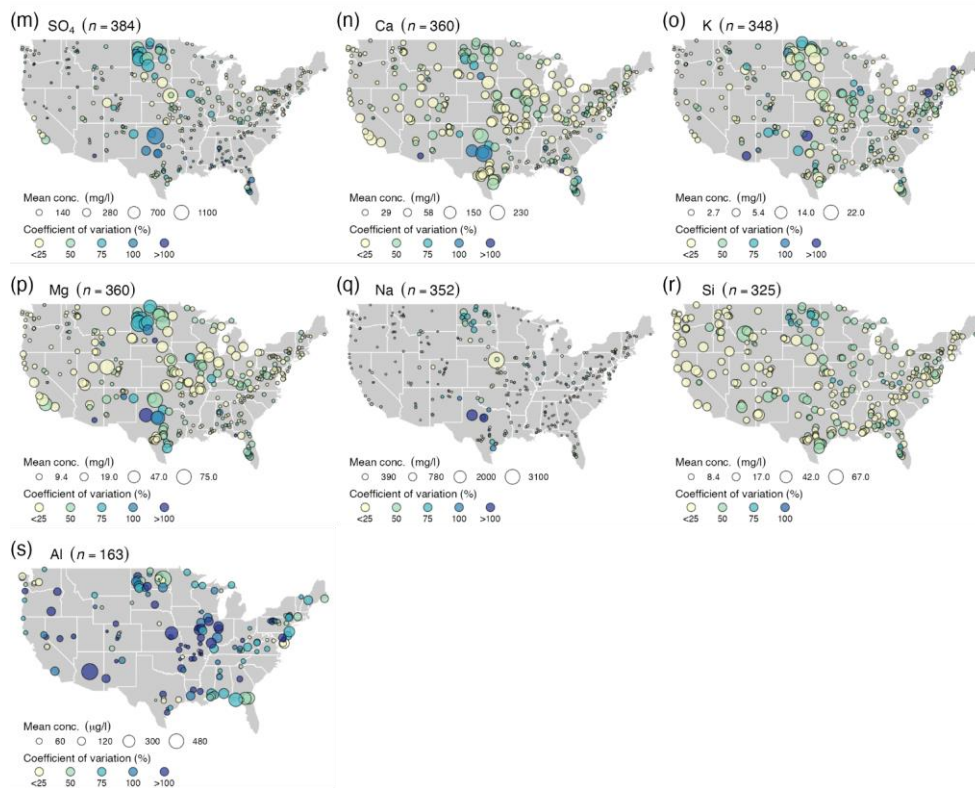 (m) SO₄ (n = 384)
Mean conc. (mg/l)
140 280 700 1100
Coefficient of variation (%)
<25 50 75 100 >100
(n) Ca (n = 360)
Mean conc. (mg/l)
29 58 150 230
Coefficient of variation (%)
<25 50 75 100 >100
(o) K (n = 348)
Mean conc. (mg/l)
2.7 5.4 14.0 22.0
Coefficient of variation (%)
<25 50 75 100 >100
(p) Mg (n = 360)
Mean conc. (mg/l)
9.4 19.0 47.0 75.0
Coefficient of variation (%)
<25 50 75 100 >100
(q) Na (n = 352)
Mean conc. (mg/l)
390 780 2000 3100
Coefficient of variation (%)
<25 50 75 100 >100
(r) Si (n = 325)
Mean conc. (mg/l)
8.4 17.0 42.0 67.0
Coefficient of variation (%)
<25 50 75 100
(s) Al (n = 163)
Mean conc. (μg/l)
60 120 300 480
Coefficient of variation (%)
<25 50 75 100 >100